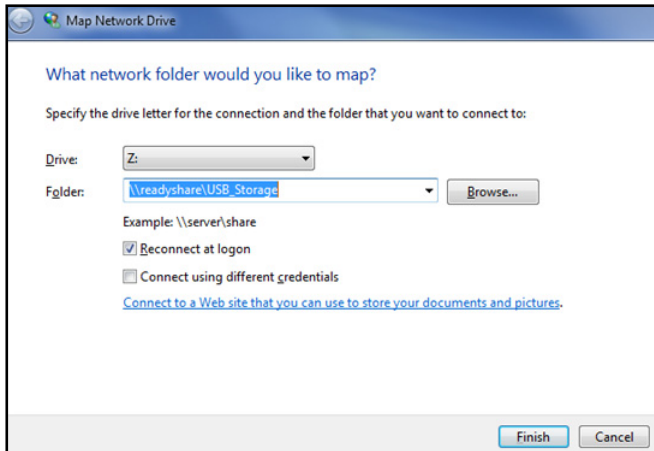 Map Network Drive
What network folder would you like to map?
Specify the drive letter for the connection and the folder that you want to connect to:
Drive: Z:
Folder: \\readyshare\USB_Storage Browse...
Example: \\server\share
Reconnect at logon
Connect using different credentials
Connect to a Web site that you can use to store your documents and pictures.
Finish Cancel